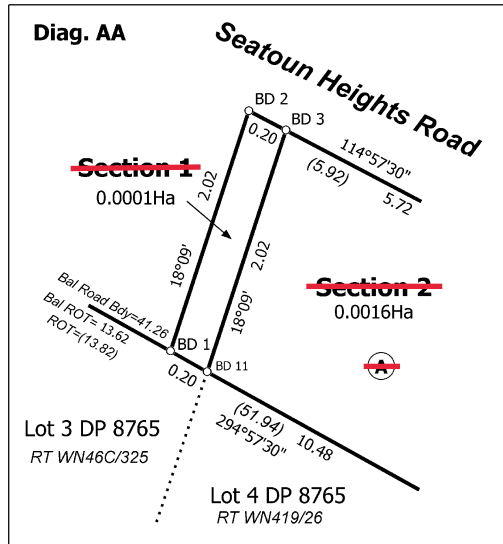 Diag. AA
Seatoun Heights Road
BD 2
BD 3
0.20
114°57'30"
(5.92)
5.72
Section 1
0.0001Ha
2.02
18°09'
2.02
18°09'
Section 2
0.0016Ha
A
Bal Road Bdy=41.26
Bal ROT= 13.62
ROT=(13.82)
BD 1
BD 11
0.20
(51.94)
294°57'30"
10.48
Lot 3 DP 8765
RT WN46C/325
Lot 4 DP 8765
RT WN419/26